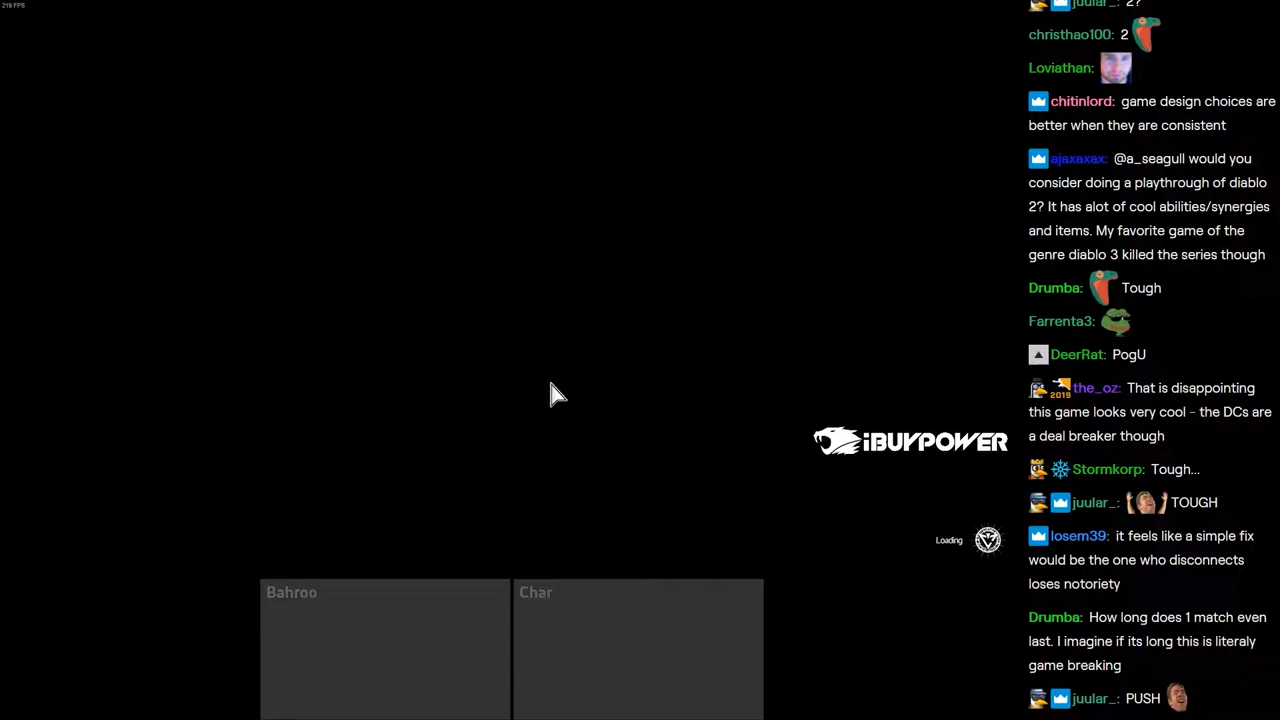 219 FPS
juular_: 2?
christhao100: 2
Loviathan:
chitinlord: game design choices are
better when they are consistent
ajaxaxax: @a_seagull would you
consider doing a playthrough of diablo
2? It has alot of cool abilities/synergies
and items. My favorite game of the
genre diablo 3 killed the series though
Drumba: Tough
Farrenta3:
DeerRat: PogU
2019 the_oz: That is disappointing
this game looks very cool - the DCs are
a deal breaker though
iBUYPOWER
Stormkorp: Tough...
juular_: TOUGH
losem39: it feels like a simple fix
would be the one who disconnects
loses notoriety
Loading
Bahroo
Char
Drumba: How long does 1 match even
last. I imagine if its long this is literaly
game breaking
juular_: PUSH